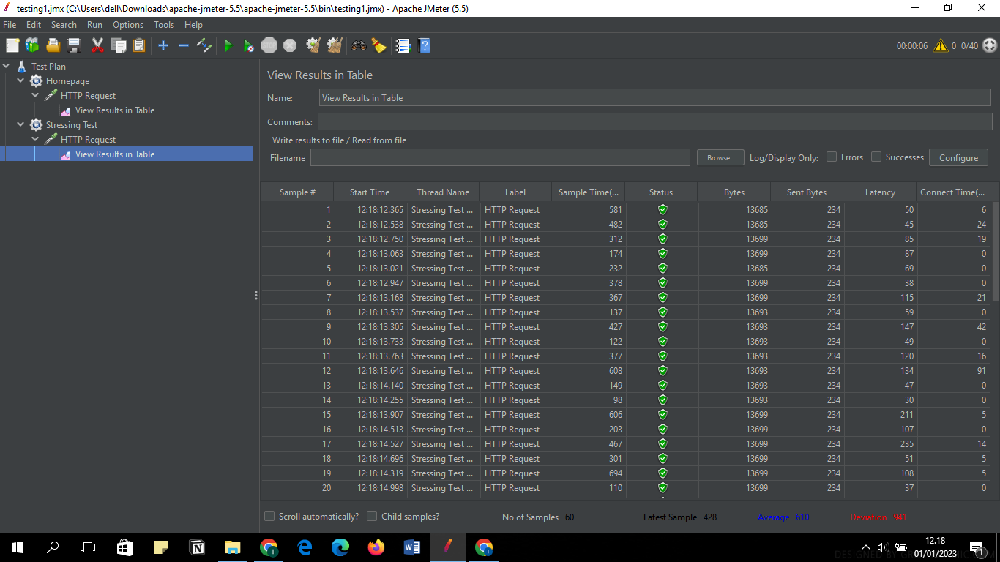 testing1.jmx (C:\Users\dell\Downloads\apache-jmeter-5.5\apache-jmeter-5.5\bin\testing1.jmx) - Apache JMeter (5.5)
File Edit Search Run Options Tools Help
STOP 00:00:06 0 0/40
Test Plan
Homepage
HTTP Request
View Results in Table
Stressing Test
HTTP Request
View Results in Table
View Results in Table
Name: View Results in Table
Comments:
Write results to file / Read from file
Filename Browse... Log/Display Only: Errors Successes Configure
Sample # Start Time Thread Name Label Sample Time(... Status Bytes Sent Bytes Latency Connect Time(...
1 12:18:12.365 Stressing Test ... HTTP Request 581 13685 234 50 6
2 12:18:12.538 Stressing Test ... HTTP Request 482 13685 234 45 24
3 12:18:12.750 Stressing Test ... HTTP Request 312 13699 234 85 19
4 12:18:13.063 Stressing Test ... HTTP Request 174 13699 234 87 0
5 12:18:13.021 Stressing Test ... HTTP Request 232 13685 234 69 0
6 12:18:12.947 Stressing Test ... HTTP Request 378 13699 234 38 0
7 12:18:13.168 Stressing Test ... HTTP Request 367 13699 234 115 21
8 12:18:13.537 Stressing Test ... HTTP Request 137 13693 234 59 0
9 12:18:13.305 Stressing Test ... HTTP Request 427 13693 234 147 42
10 12:18:13.733 Stressing Test ... HTTP Request 122 13693 234 49 0
11 12:18:13.763 Stressing Test ... HTTP Request 377 13693 234 120 16
12 12:18:13.646 Stressing Test ... HTTP Request 608 13693 234 134 91
13 12:18:14.140 Stressing Test ... HTTP Request 149 13693 234 47 0
14 12:18:14.255 Stressing Test ... HTTP Request 98 13693 234 30 0
15 12:18:13.907 Stressing Test ... HTTP Request 606 13699 234 211 5
16 12:18:14.513 Stressing Test ... HTTP Request 203 13699 234 107 0
17 12:18:14.527 Stressing Test ... HTTP Request 467 13699 234 235 14
18 12:18:14.696 Stressing Test ... HTTP Request 301 13699 234 51 5
19 12:18:14.319 Stressing Test ... HTTP Request 694 13699 234 108 5
20 12:18:14.998 Stressing Test ... HTTP Request 110 13699 234 37 0
Scroll automatically? Child samples? No of Samples 60 Latest Sample 428 Average 610 Deviation 941
12.18
01/01/2023
1
DESIGNED BY